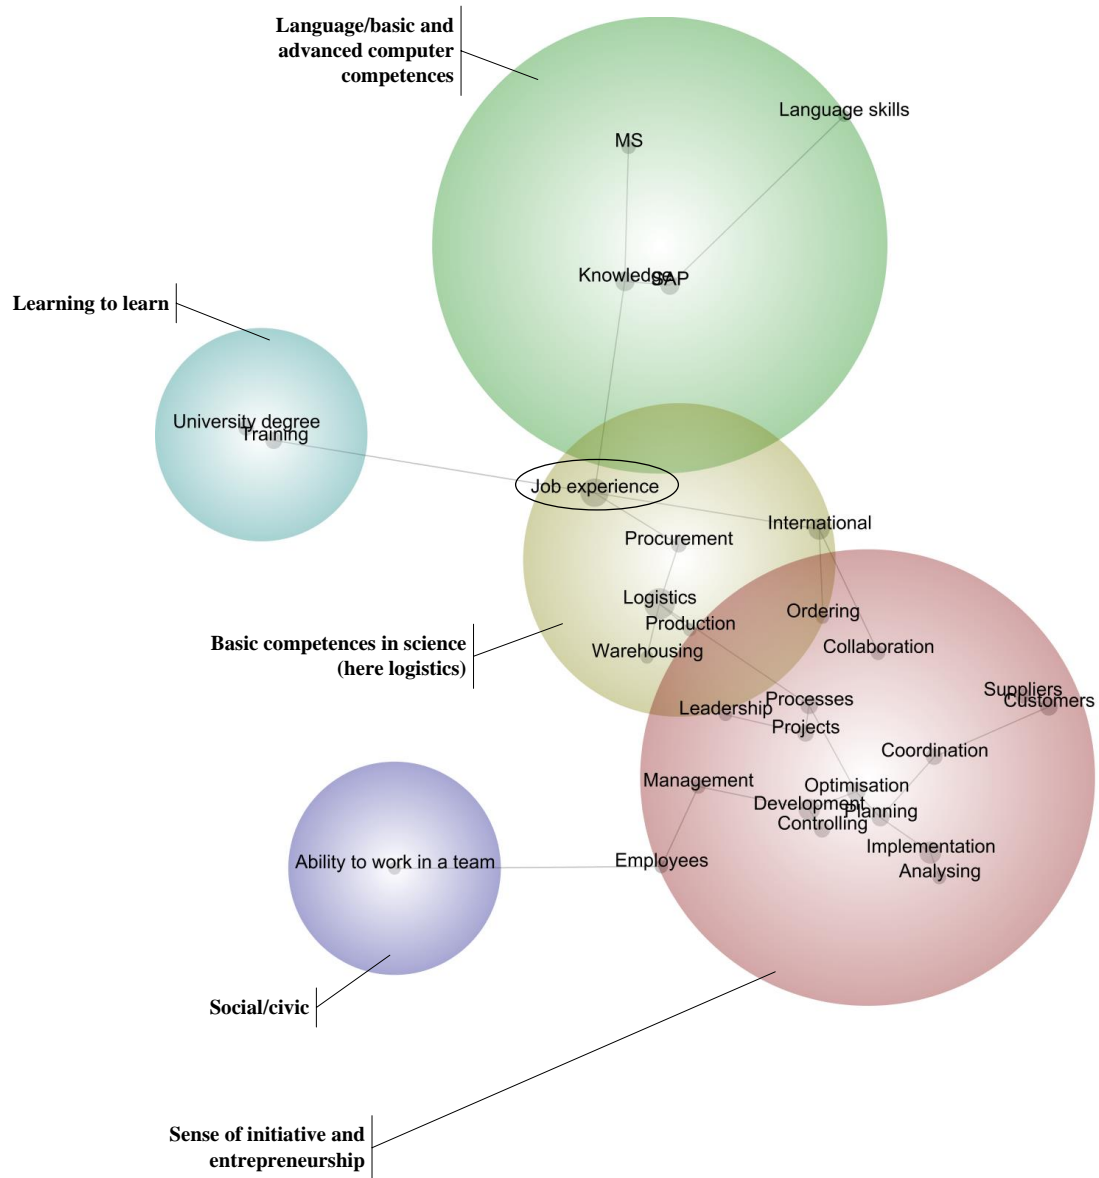 Language/basic and
advanced computer
competences
Language skills
MS
Knowledge
SAP
Learning to learn
University degree
Training
Job experience
International
Procurement
Logistics
Ordering
Production
Basic competences in science
(here logistics)
Warehousing
Collaboration
Suppliers
Customers
Processes
Leadership
Projects
Coordination
Management
Optimisation
Development
Planning
Controlling
Implementation
Ability to work in a team
Employees
Analysing
Social/civic
Sense of initiative and
entrepreneurship